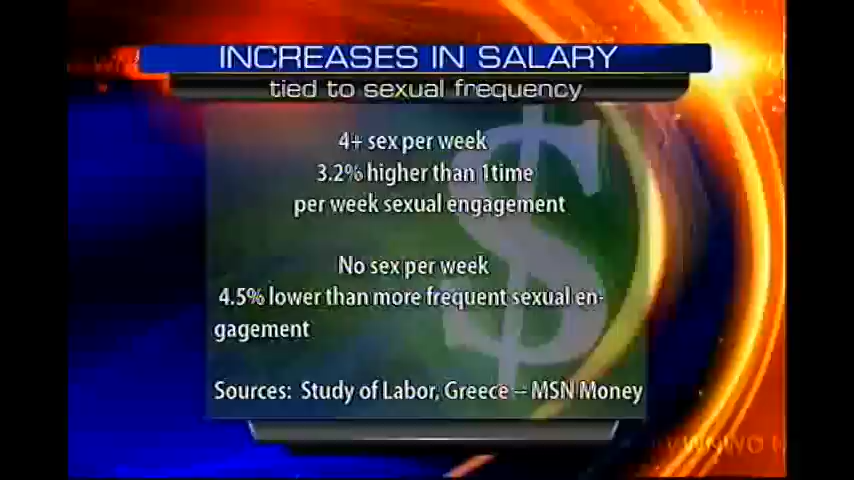 INCREASES IN SALARY
tied to sexual frequency
4+ sex per week
3.2% higher than 1time
per week sexual engagement
No sex per week
4.5% lower than more frequent sexual en-
gagement
Sources: Study of Labor, Greece – MSN Money